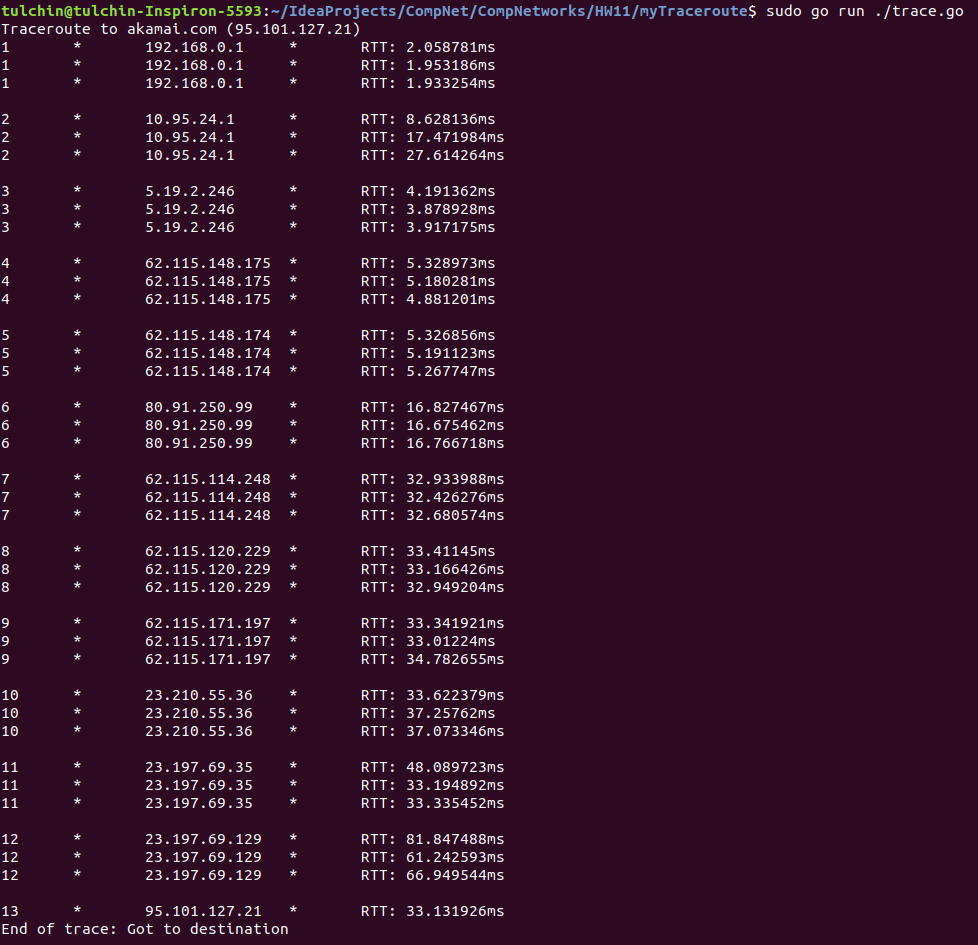 tulchin@tulchin-Inspiron-5593:~/IdeaProjects/CompNet/CompNetworks/HW11/myTraceroute$ sudo go run ./trace.go
Traceroute to akamai.com (95.101.127.21)
1 * 192.168.0.1 * RTT: 2.058781ms
1 * 192.168.0.1 * RTT: 1.953186ms
1 * 192.168.0.1 * RTT: 1.933254ms
2 * 10.95.24.1 * RTT: 8.628136ms
2 * 10.95.24.1 * RTT: 17.471984ms
2 * 10.95.24.1 * RTT: 27.614264ms
3 * 5.19.2.246 * RTT: 4.191362ms
3 * 5.19.2.246 * RTT: 3.878928ms
3 * 5.19.2.246 * RTT: 3.917175ms
4 * 62.115.148.175 * RTT: 5.328973ms
4 * 62.115.148.175 * RTT: 5.180281ms
4 * 62.115.148.175 * RTT: 4.881201ms
5 * 62.115.148.174 * RTT: 5.326856ms
5 * 62.115.148.174 * RTT: 5.191123ms
5 * 62.115.148.174 * RTT: 5.267747ms
6 * 80.91.250.99 * RTT: 16.827467ms
6 * 80.91.250.99 * RTT: 16.675462ms
6 * 80.91.250.99 * RTT: 16.766718ms
7 * 62.115.114.248 * RTT: 32.933988ms
7 * 62.115.114.248 * RTT: 32.426276ms
7 * 62.115.114.248 * RTT: 32.680574ms
8 * 62.115.120.229 * RTT: 33.41145ms
8 * 62.115.120.229 * RTT: 33.166426ms
8 * 62.115.120.229 * RTT: 32.949204ms
9 * 62.115.171.197 * RTT: 33.341921ms
9 * 62.115.171.197 * RTT: 33.01224ms
9 * 62.115.171.197 * RTT: 34.782655ms
10 * 23.210.55.36 * RTT: 33.622379ms
10 * 23.210.55.36 * RTT: 37.25762ms
10 * 23.210.55.36 * RTT: 37.073346ms
11 * 23.197.69.35 * RTT: 48.089723ms
11 * 23.197.69.35 * RTT: 33.194892ms
11 * 23.197.69.35 * RTT: 33.335452ms
12 * 23.197.69.129 * RTT: 81.847488ms
12 * 23.197.69.129 * RTT: 61.242593ms
12 * 23.197.69.129 * RTT: 66.949544ms
13 * 95.101.127.21 * RTT: 33.131926ms
End of trace: Got to destination